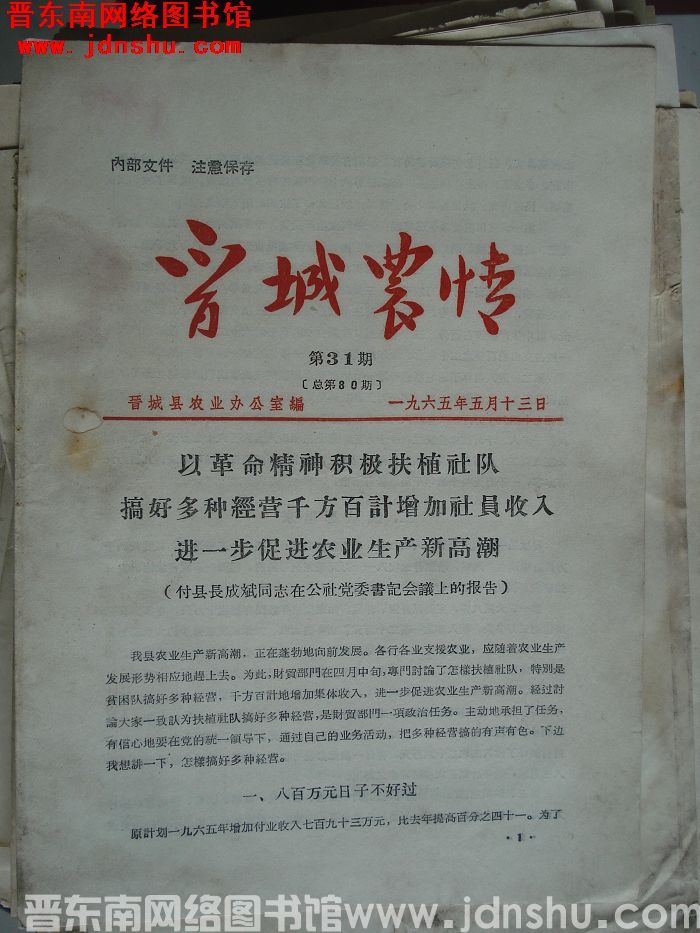 晋东南网络图书馆
www.jdnshu.com
內部文件　注意保存
晋城農情
第31期
〔总第80期〕
晋城县农业办公室編　一九六五年五月十三日
以革命精神积极扶植社队
搞好多种經营千方百計增加社員收入
进一步促进农业生产新高潮
（付县長成斌同志在公社党委書記会議上的报告）
我县农业生产新高潮，正在蓬勃地向前发展。各行各业支援农业，应随着农业生产
发展形势相应地趕上去。为此，財貿部門在四月中旬，專門討論了怎樣扶植社队，特別是
貧困队搞好多种經营，千方百計地增加集体收入，进一步促进农业生产新高潮。經过討
論大家一致認为扶植社队搞好多种經营，是財貿部門一項政治任务。主动地承担了任务，
有信心地要在党的統一領导下，通过自己的业务活动，把多种經营搞的有声有色。下边
我想講一下，怎樣搞好多种經营。
一、八百万元日子不好过
原計划一九六五年增加付业收入七百九十三万元，比去年提高百分之四十一。为了
·1·
晋东南网络图书馆www.jdnshu.com